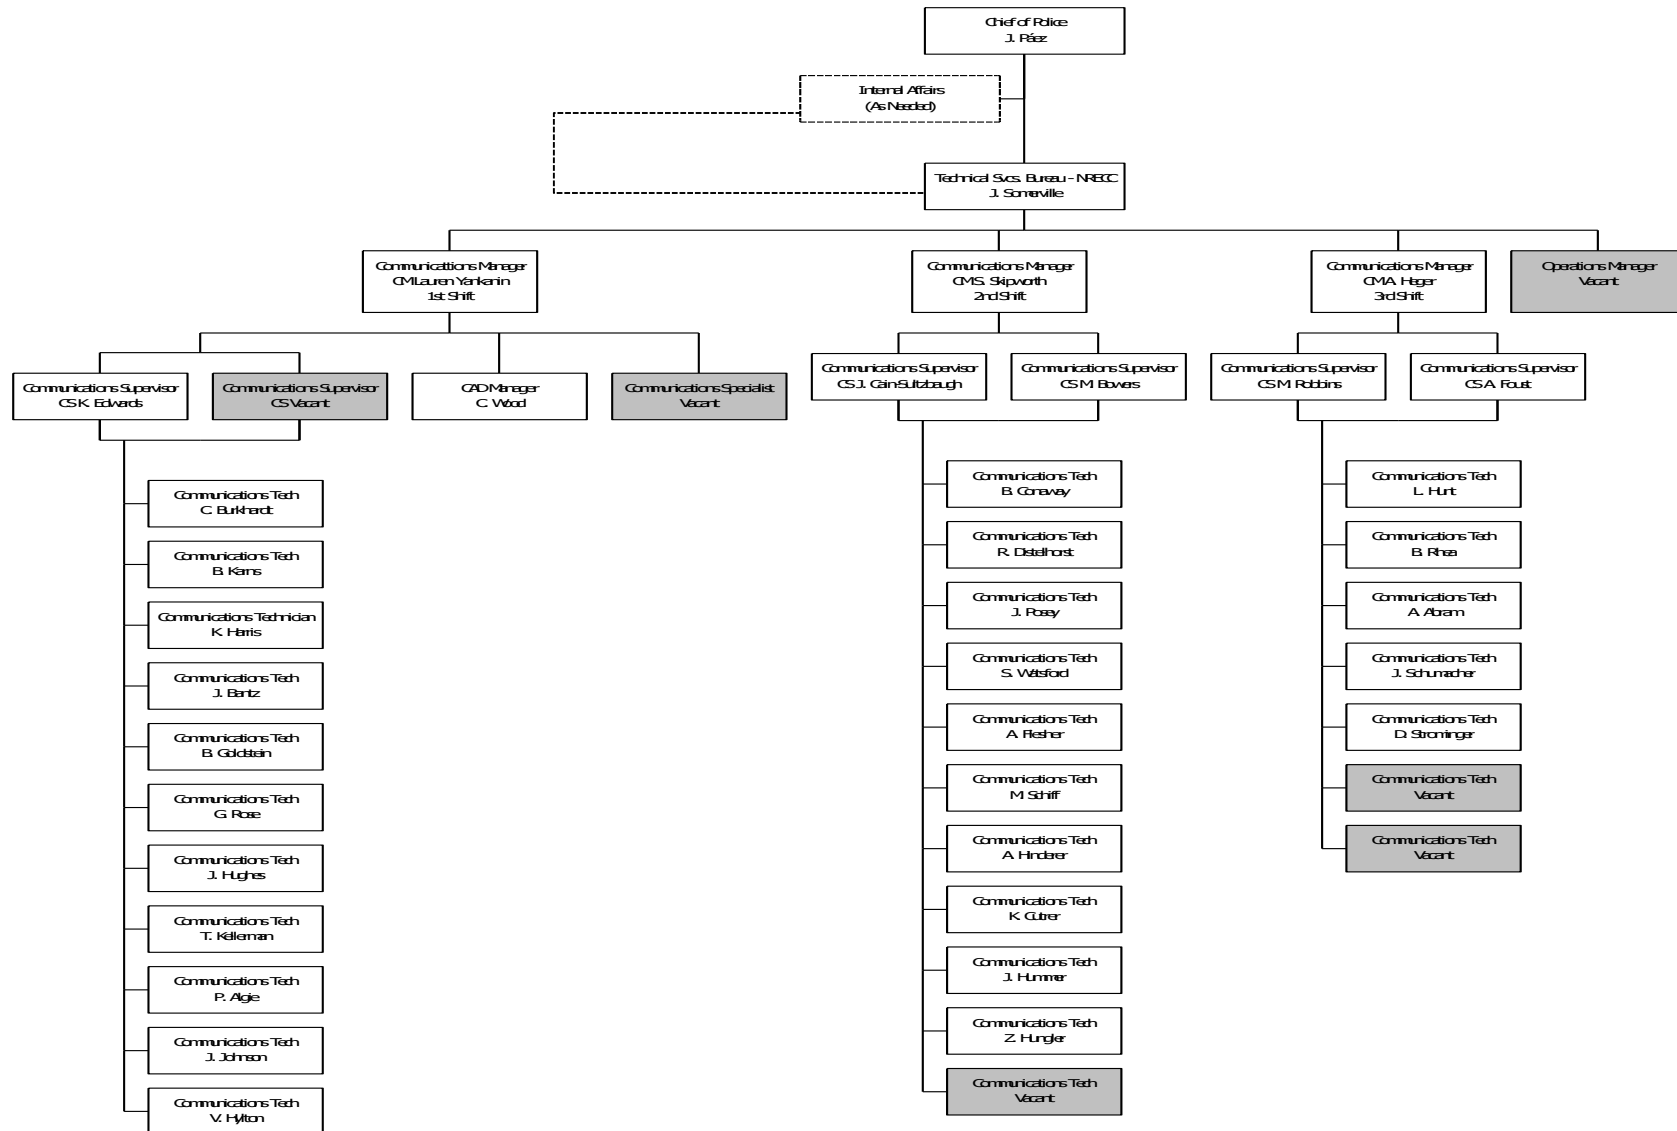 Chief of Police
J. Páez
Internal Affairs
(As Needed)
Technical Svcs. Bureau - NRECC
J. Somerville
Communications Manager
CM Lauren Yankanin
1st Shift
Communications Manager
CM S. Skipworth
2nd Shift
Communications Manager
CM A. Heger
3rd Shift
Operations Manager
Vacant
Communications Supervisor
CS K. Edwards
Communications Supervisor
CS Vacant
CAD Manager
C. Wood
Communications Specialist
Vacant
Communications Supervisor
CS J. Cain-Sultzbaugh
Communications Supervisor
CS M. Bowers
Communications Supervisor
CS M. Robbins
Communications Supervisor
CS A. Foust
Communications Tech
C. Burkhardt
Communications Tech
B. Karns
Communications Technician
K. Harris
Communications Tech
J. Bantz
Communications Tech
B. Goldstein
Communications Tech
G. Rose
Communications Tech
J. Hughes
Communications Tech
T. Kellerman
Communications Tech
P. Algie
Communications Tech
J. Johnson
Communications Tech
V. Hylton
Communications Tech
B. Conaway
Communications Tech
R. Distelhorst
Communications Tech
J. Posey
Communications Tech
S. Watsford
Communications Tech
A. Flesher
Communications Tech
M. Schiff
Communications Tech
A. Hinderer
Communications Tech
K. Cutrer
Communications Tech
J. Hummer
Communications Tech
Z. Hungler
Communications Tech
Vacant
Communications Tech
L. Hunt
Communications Tech
B. Rhea
Communications Tech
A. Abram
Communications Tech
J. Schumacher
Communications Tech
D. Strominger
Communications Tech
Vacant
Communications Tech
Vacant